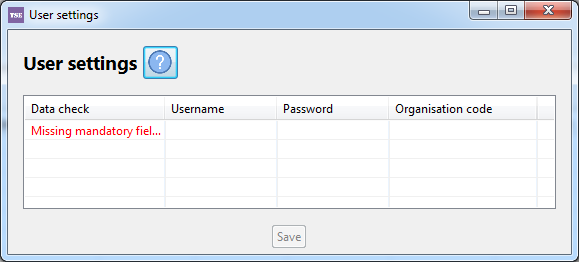 TSE User settings
User settings ?
Data check Username Password Organisation code
Missing mandatory fiel...
Save